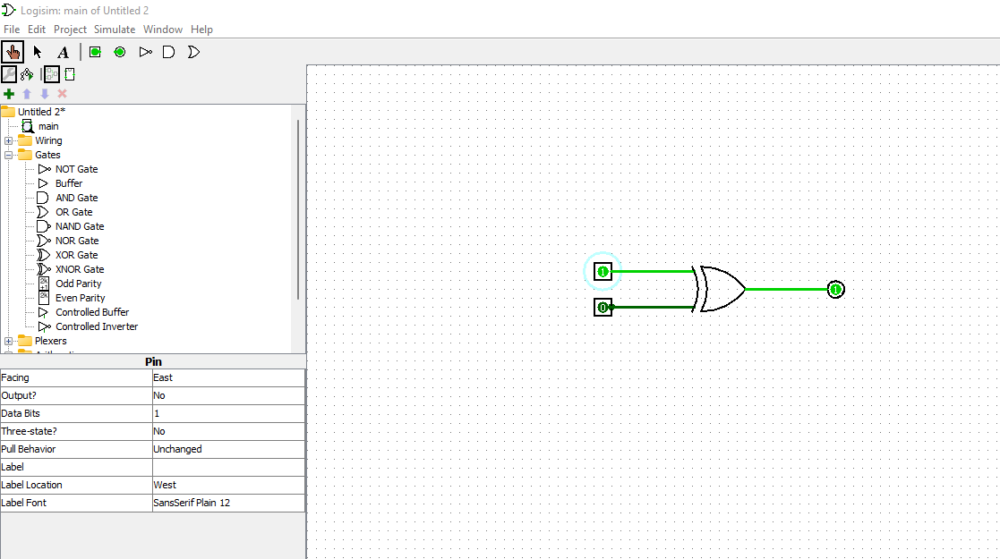 Logisim: main of Untitled 2
File Edit Project Simulate Window Help
A
Untitled 2*
main
Wiring
Gates
NOT Gate
Buffer
AND Gate
OR Gate
NAND Gate
NOR Gate
XOR Gate
XNOR Gate
Odd Parity
Even Parity
Controlled Buffer
Controlled Inverter
Plexers
Pin
Facing East
Output? No
Data Bits 1
Three-state? No
Pull Behavior Unchanged
Label
Label Location West
Label Font SansSerif Plain 12
1
0
1